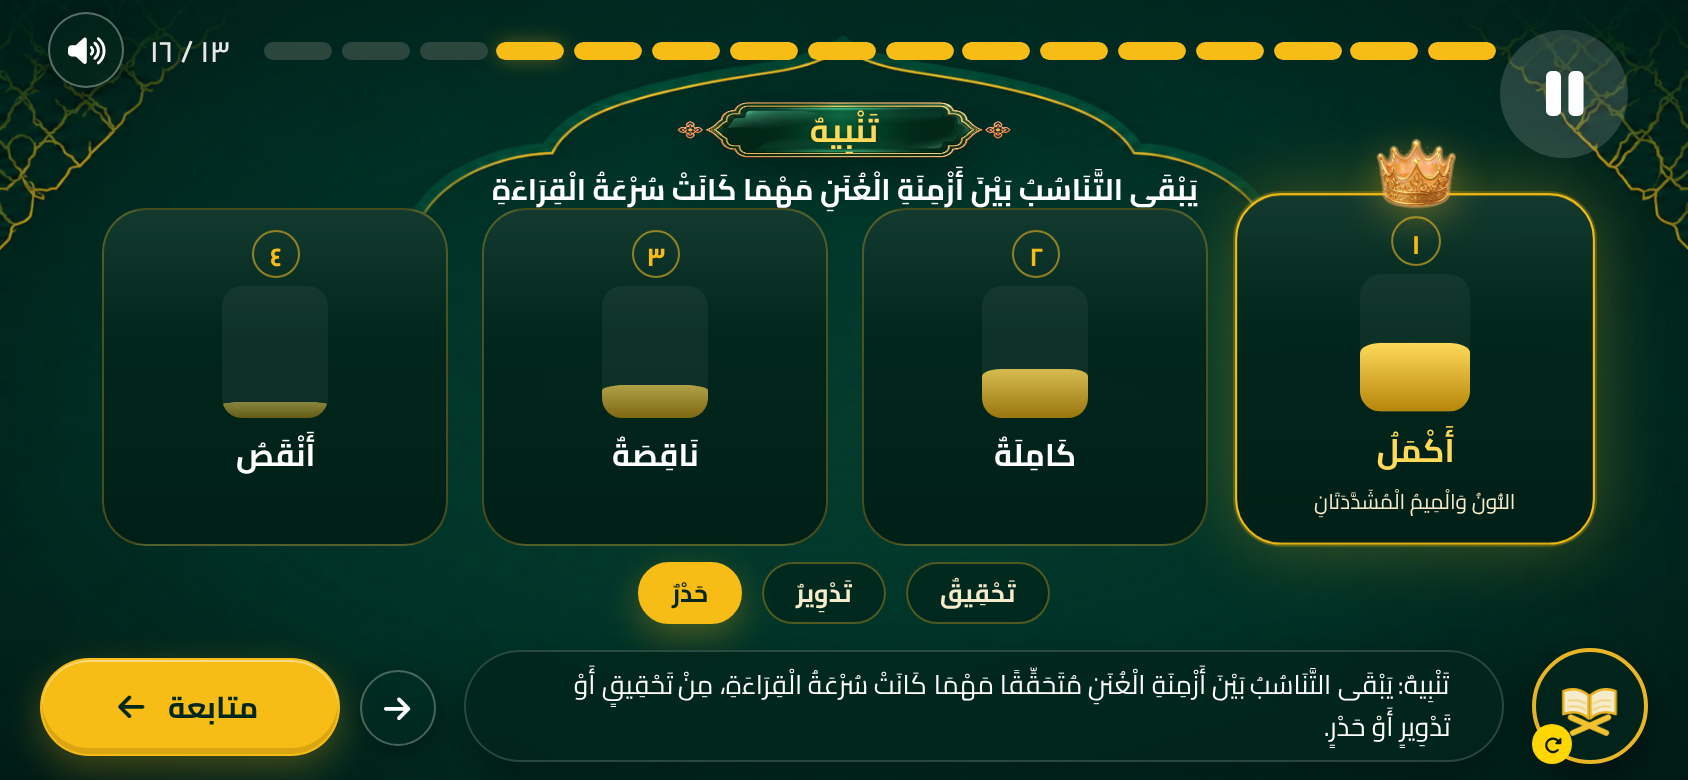 ١٣ / ١٦
تَنْبِيهٌ
يَبْقَى التَّنَاسُبُ بَيْنَ أَزْمِنَةِ الْغُنَنِ مَهْمَا كَانَتْ سُرْعَةُ الْقِرَاءَةِ
١
أَكْمَلُ
النُّونُ وَالْمِيمُ الْمُشَدَّدَتَانِ
٢
كَامِلَةٌ
٣
نَاقِصَةٌ
٤
أَنْقَصُ
تَحْقِيقٌ
تَدْوِيرٌ
حَدْرٌ
تَنْبِيهٌ: يَبْقَى التَّنَاسُبُ بَيْنَ أَزْمِنَةِ الْغُنَنِ مُتَحَقِّقًا مَهْمَا كَانَتْ سُرْعَةُ الْقِرَاءَةِ، مِنْ تَحْقِيقٍ أَوْ
تَدْوِيرٍ أَوْ حَدْرٍ.
متابعة